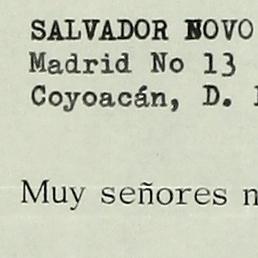 SALVADOR NOVO
Madrid No 13
Coyoacán, D.
Muy señores